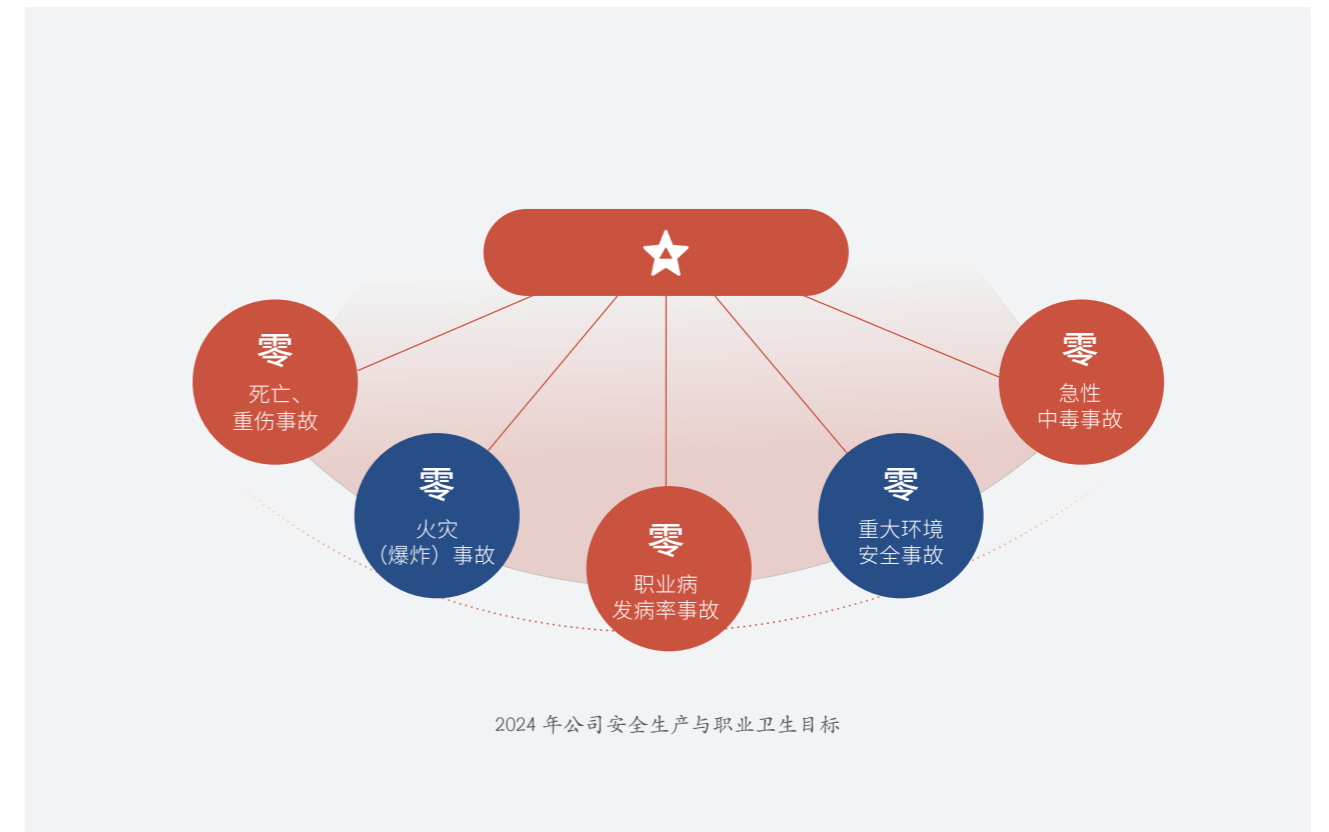 零
死亡、
重伤事故
零
火灾
（爆炸）事故
零
职业病
发病率事故
零
重大环境
安全事故
零
急性
中毒事故
2024 年公司安全生产与职业卫生目标